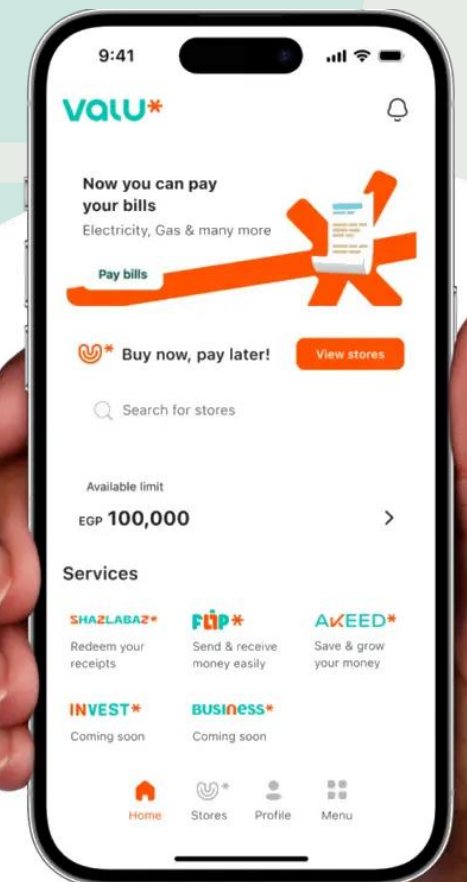 9:41
valu*
Now you can pay
your bills
Electricity, Gas & many more
Pay bills
Buy now, pay later!
View stores
Search for stores
Available limit
EGP 100,000
Services
SHAZLABAZ*
FLIP*
AKEED*
Redeem your
receipts
Send & receive
money easily
Save & grow
your money
INVEST*
BUSINESS*
Coming soon
Coming soon
Home
Stores
Profile
Menu